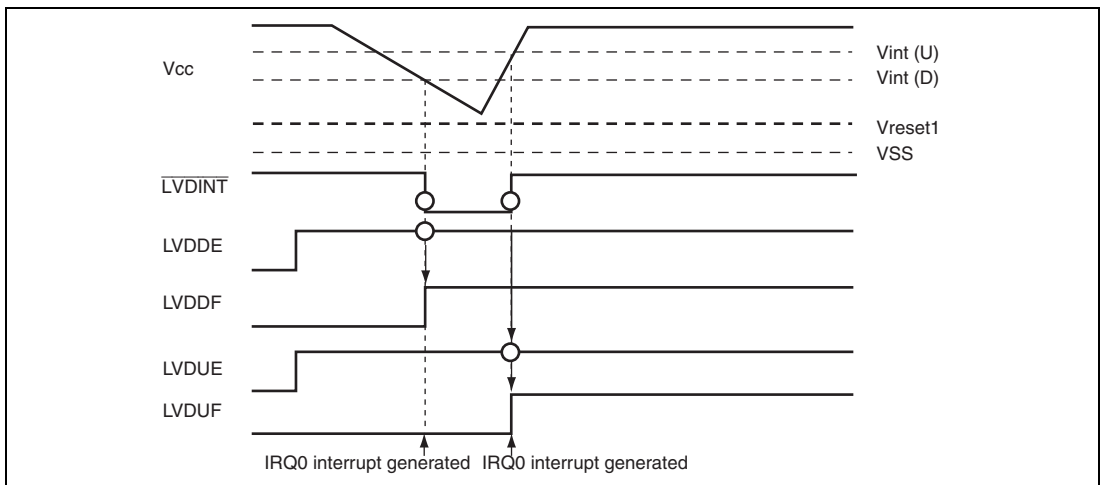 Vcc
Vint (U)
Vint (D)
Vreset1
VSS
LVDINT
LVDDE
LVDDF
LVDUE
LVDUF
IRQ0 interrupt generated IRQ0 interrupt generated